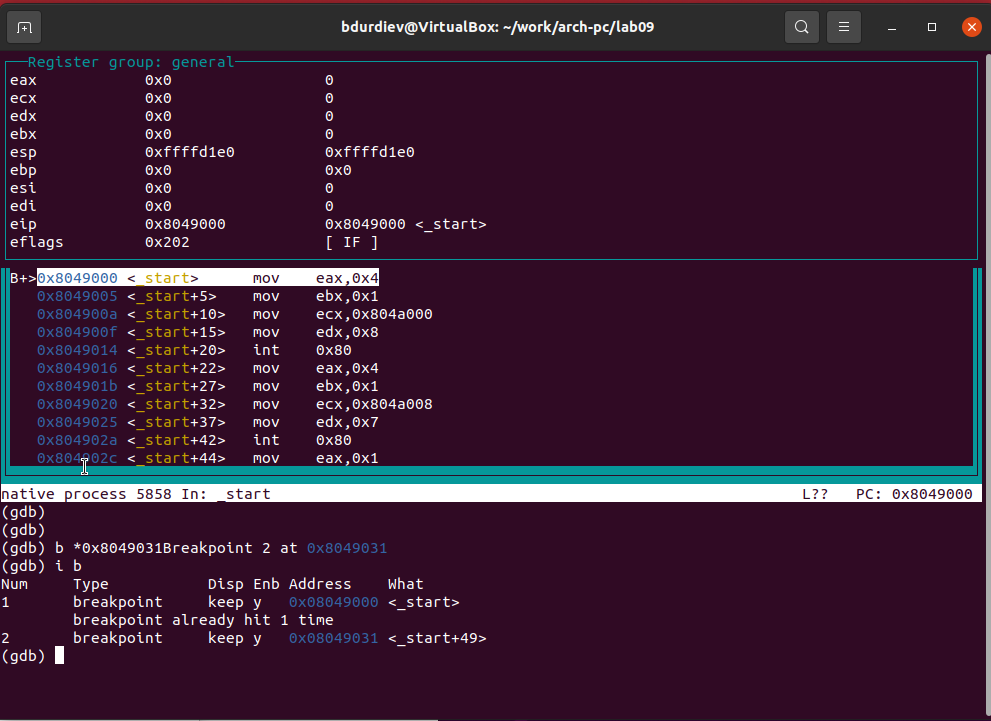 bdurdiev@VirtualBox: ~/work/arch-pc/lab09
Register group: general
eax 0x0 0
ecx 0x0 0
edx 0x0 0
ebx 0x0 0
esp 0xffffd1e0 0xffffd1e0
ebp 0x0 0x0
esi 0x0 0
edi 0x0 0
eip 0x8049000 0x8049000 <_start>
eflags 0x202 [ IF ]
B+>0x8049000 <_start> mov eax,0x4
0x8049005 <_start+5> mov ebx,0x1
0x804900a <_start+10> mov ecx,0x804a000
0x804900f <_start+15> mov edx,0x8
0x8049014 <_start+20> int 0x80
0x8049016 <_start+22> mov eax,0x4
0x804901b <_start+27> mov ebx,0x1
0x8049020 <_start+32> mov ecx,0x804a008
0x8049025 <_start+37> mov edx,0x7
0x804902a <_start+42> int 0x80
0x804902c <_start+44> mov eax,0x1
native process 5858 In: _start L?? PC: 0x8049000
(gdb)
(gdb)
(gdb) b *0x8049031Breakpoint 2 at 0x8049031
(gdb) i b
Num Type Disp Enb Address What
1 breakpoint keep y 0x08049000 <_start>
breakpoint already hit 1 time
2 breakpoint keep y 0x08049031 <_start+49>
(gdb)